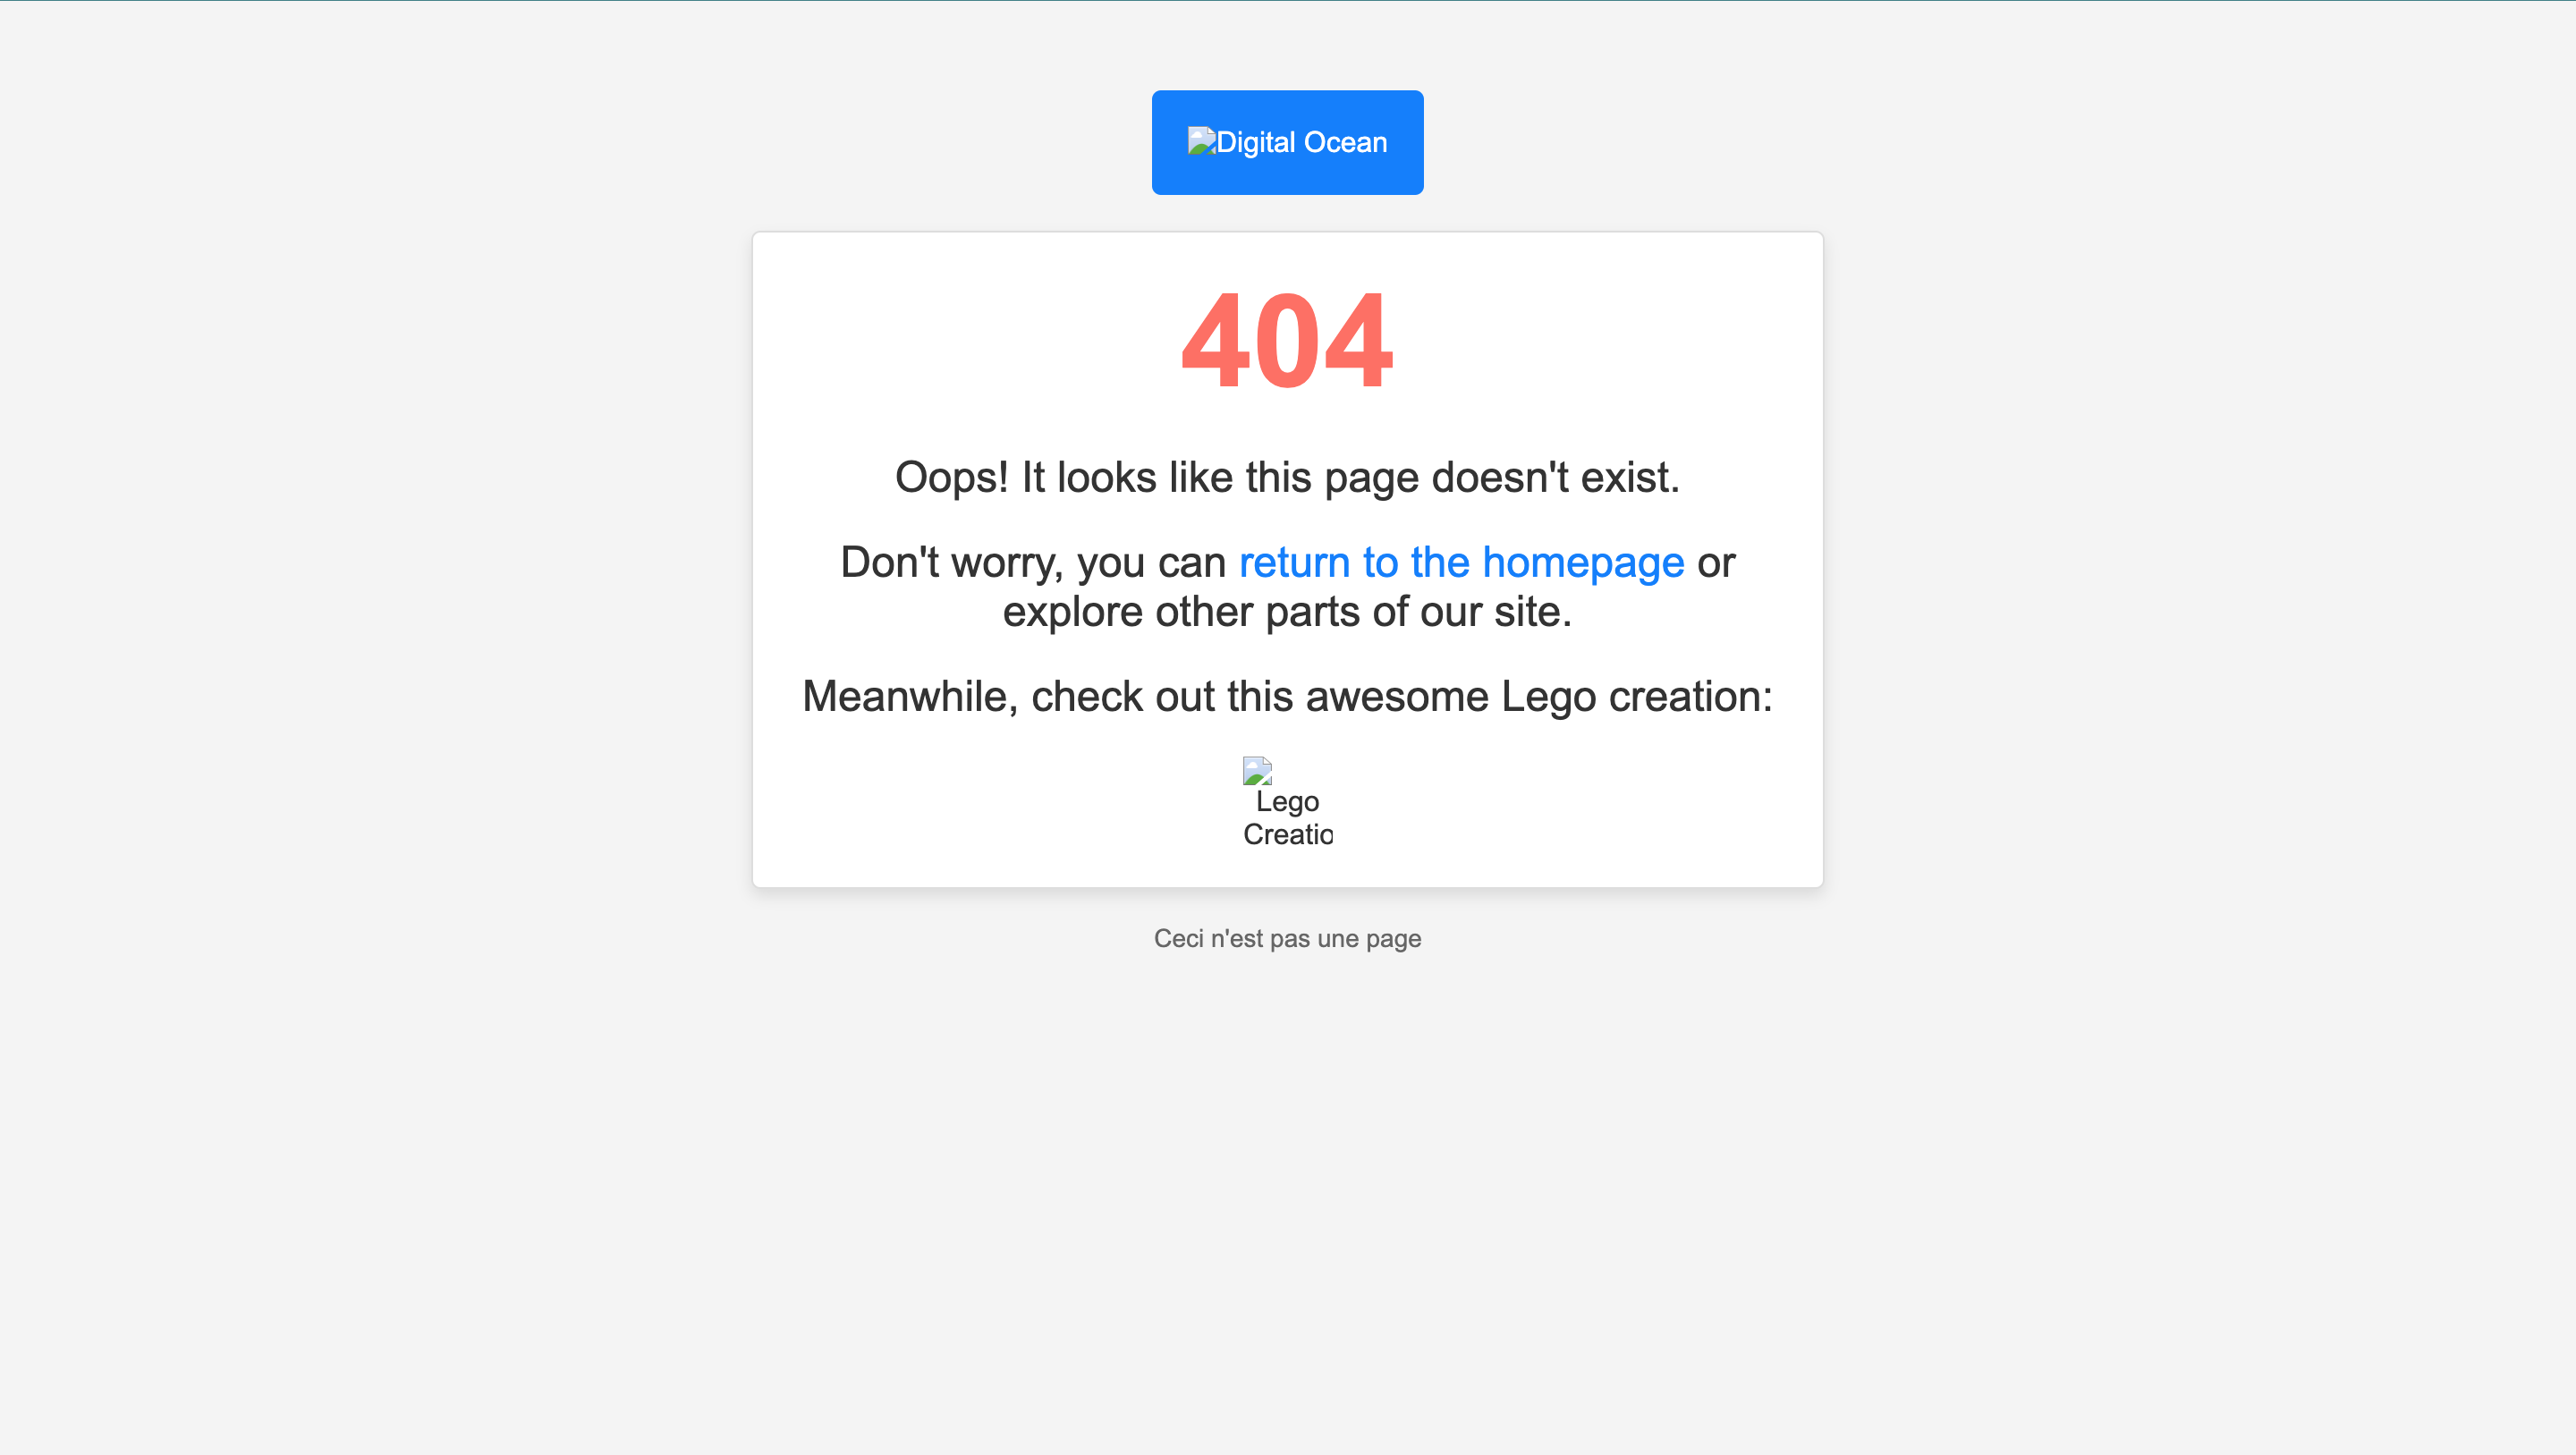 Digital Ocean
404
Oops! It looks like this page doesn't exist.
Don't worry, you can return to the homepage or
explore other parts of our site.
Meanwhile, check out this awesome Lego creation:
Lego
Creatio
Ceci n'est pas une page